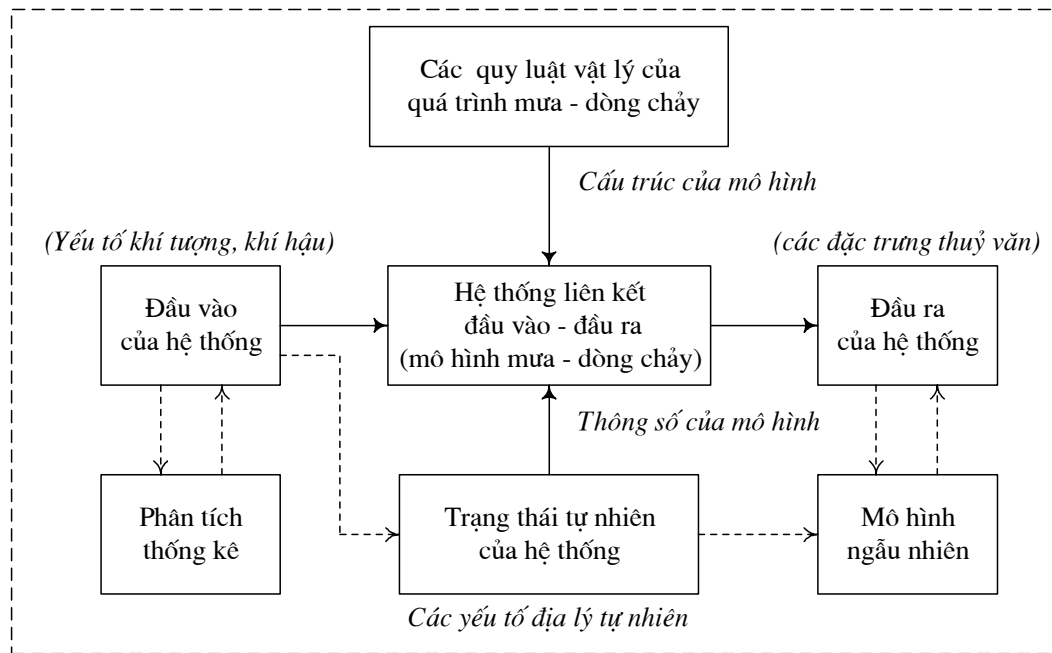 Các quy luật vật lý của
quá trình mưa - dòng chảy
Cấu trúc của mô hình
(Yếu tố khí tượng, khí hậu)
(các đặc trưng thuỷ văn)
Đầu vào
của hệ thống
Hệ thống liên kết
đầu vào - đầu ra
(mô hình mưa - dòng chảy)
Đầu ra
của hệ thống
Thông số của mô hình
Phân tích
thống kê
Trạng thái tự nhiên
của hệ thống
Mô hình
ngẫu nhiên
Các yếu tố địa lý tự nhiên